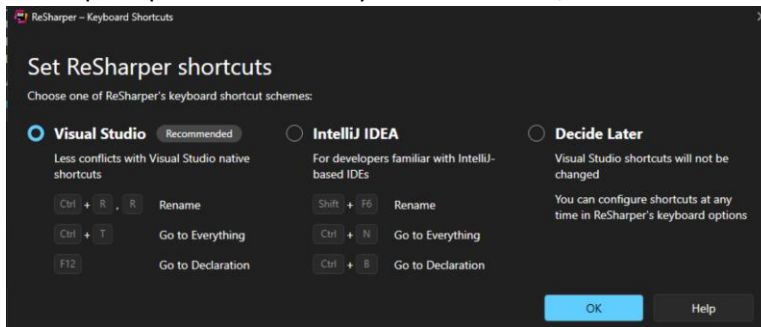 ReSharper – Keyboard Shortcuts
Set ReSharper shortcuts
Choose one of ReSharper's keyboard shortcut schemes:
Visual Studio Recommended
Less conflicts with Visual Studio native
shortcuts
Ctrl + R , R Rename
Ctrl + T Go to Everything
F12 Go to Declaration
IntelliJ IDEA
For developers familiar with IntelliJ-
based IDEs
Shift + F6 Rename
Ctrl + N Go to Everything
Ctrl + B Go to Declaration
Decide Later
Visual Studio shortcuts will not be
changed
You can configure shortcuts at any
time in ReSharper's keyboard options
OK Help